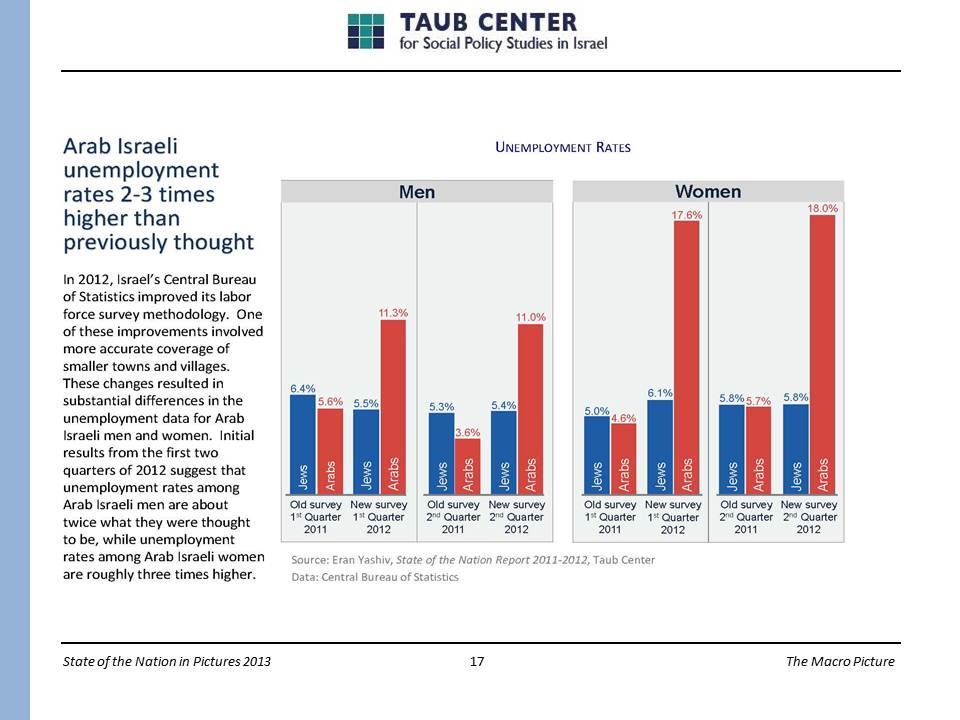 TAUB CENTER
for Social Policy Studies in Israel
Arab Israeli
unemployment
rates 2-3 times
higher than
previously thought
In 2012, Israel's Central Bureau
of Statistics improved its labor
force survey methodology. One
of these improvements involved
more accurate coverage of
smaller towns and villages.
These changes resulted in
substantial differences in the
unemployment data for Arab
Israeli men and women. Initial
results from the first two
quarters of 2012 suggest that
unemployment rates among
Arab Israeli men are about
twice what they were thought
to be, while unemployment
rates among Arab Israeli women
are roughly three times higher.
UNEMPLOYMENT RATES
Men
6.4% 5.6% 5.5% 11.3% 5.3% 3.6% 5.4% 11.0%
Jews Arabs Jews Arabs Jews Arabs Jews Arabs
Old survey New survey Old survey New survey
1st Quarter 1st Quarter 2nd Quarter 2nd Quarter
2011 2012 2011 2012
Women
5.0% 4.6% 6.1% 17.6% 5.8% 5.7% 5.8% 18.0%
Jews Arabs Jews Arabs Jews Arabs Jews Arabs
Old survey New survey Old survey New survey
1st Quarter 1st Quarter 2nd Quarter 2nd Quarter
2011 2012 2011 2012
Source: Eran Yashiv, State of the Nation Report 2011-2012, Taub Center
Data: Central Bureau of Statistics
State of the Nation in Pictures 2013 17 The Macro Picture